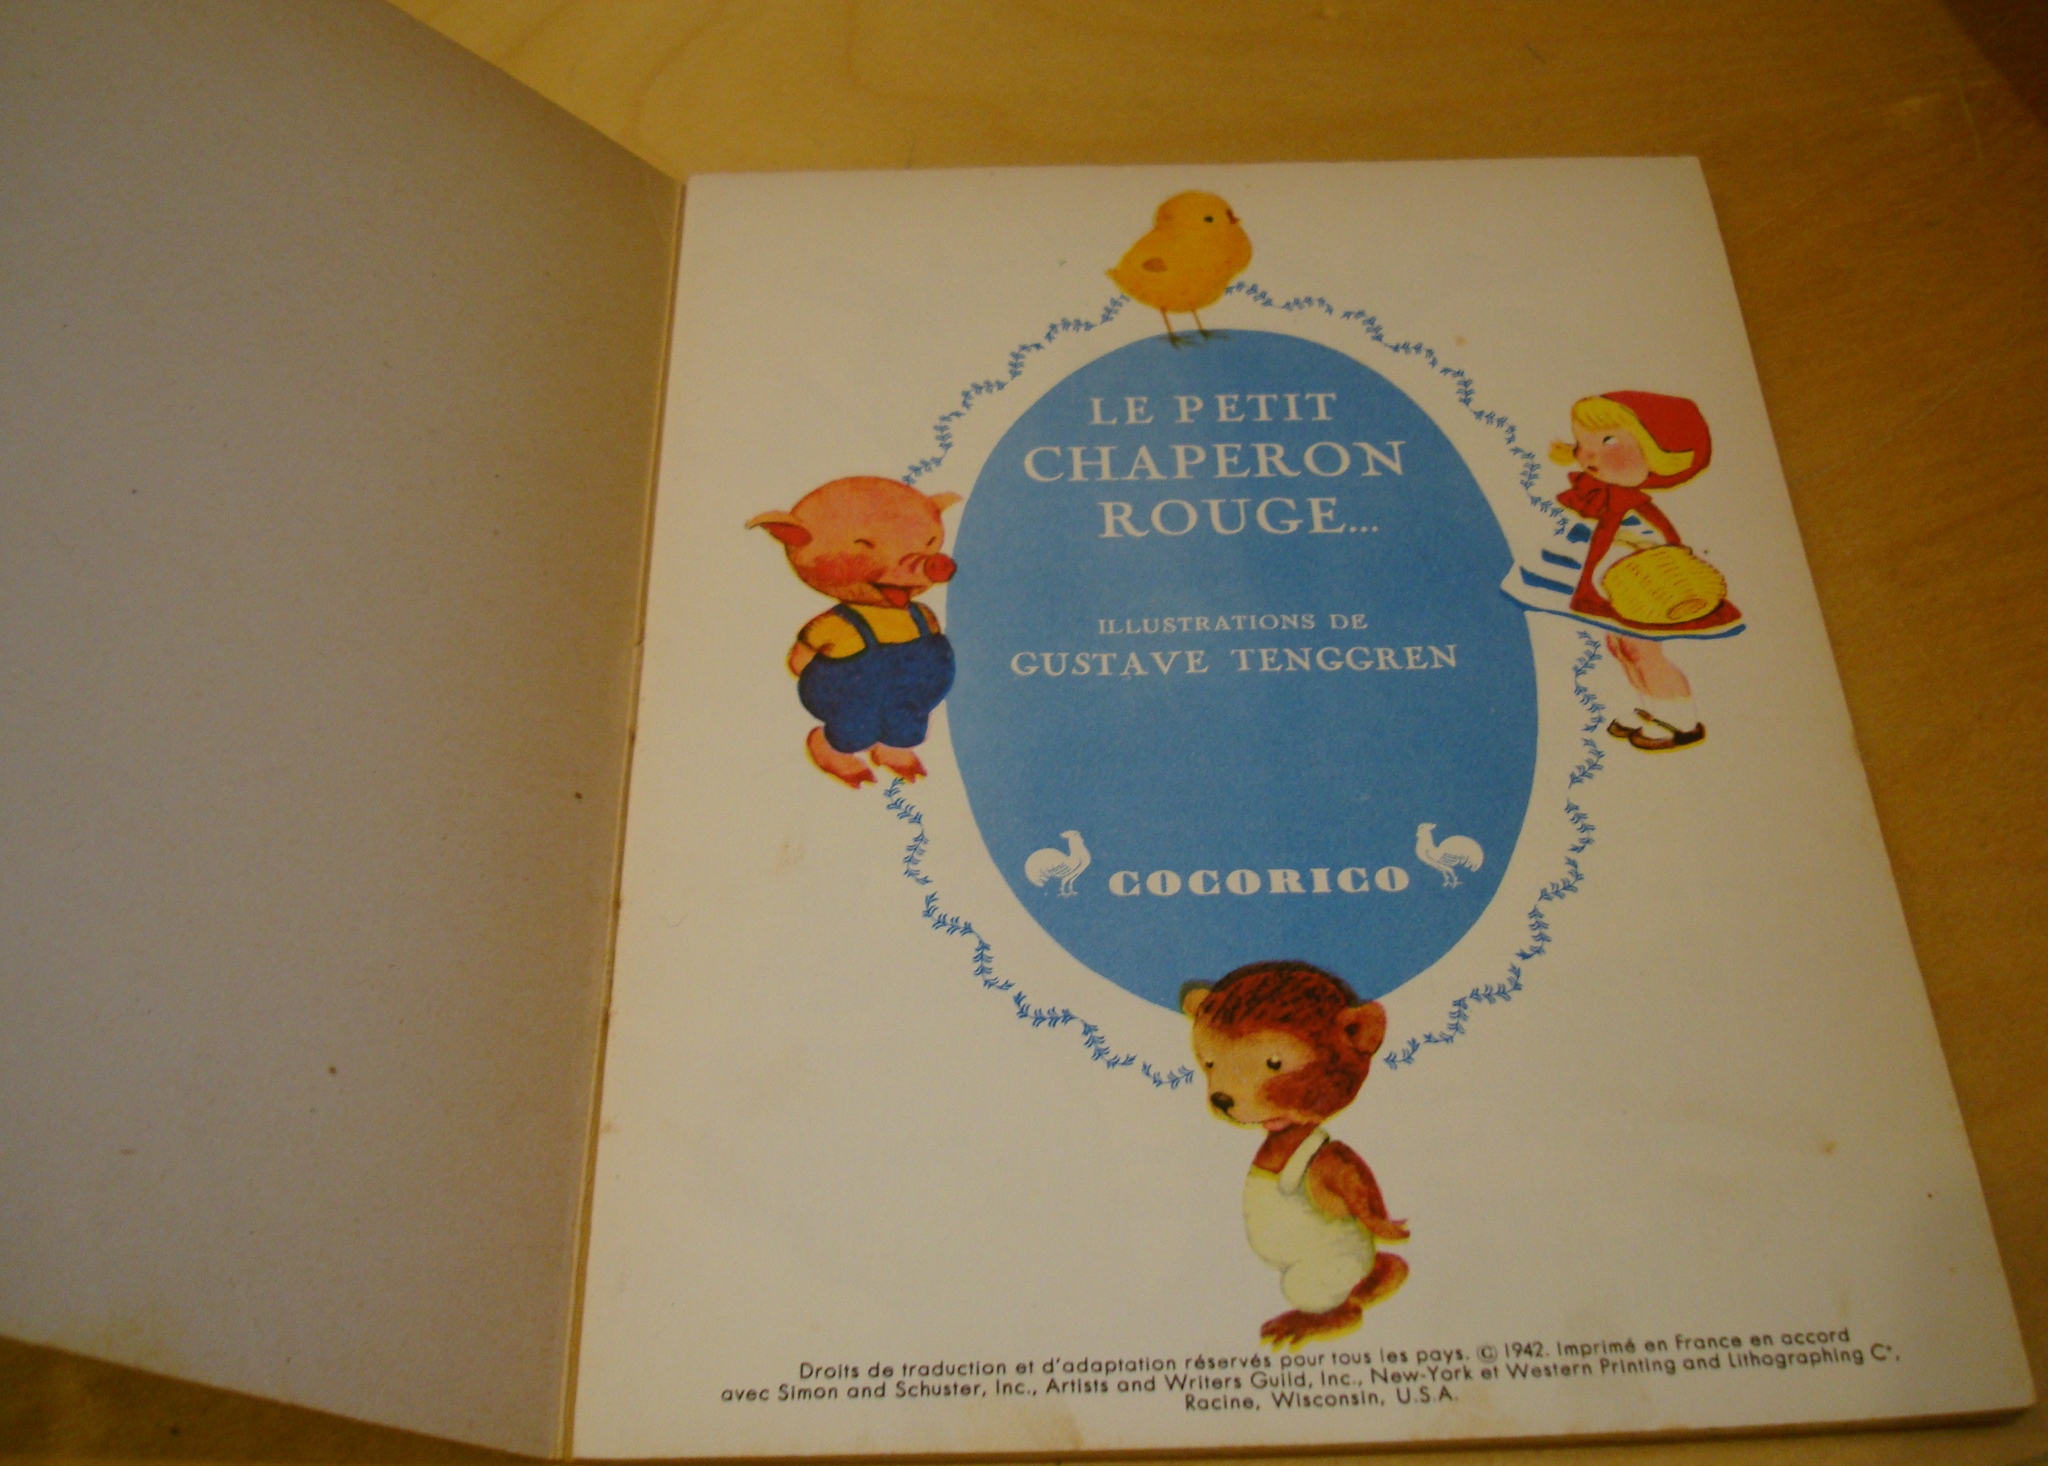 LE PETIT
CHAPERON
ROUGE...
ILLUSTRATIONS DE
GUSTAVE TENGGREN
COCORICO
Droits de traduction et d'adaptation réservés pour tous les pays. © 1942. Imprimé en France en accord
avec Simon and Schuster, Inc., Artists and Writers Guild, Inc., New-York et Western Printing and Lithographing C°,
Racine, Wisconsin, U.S.A.